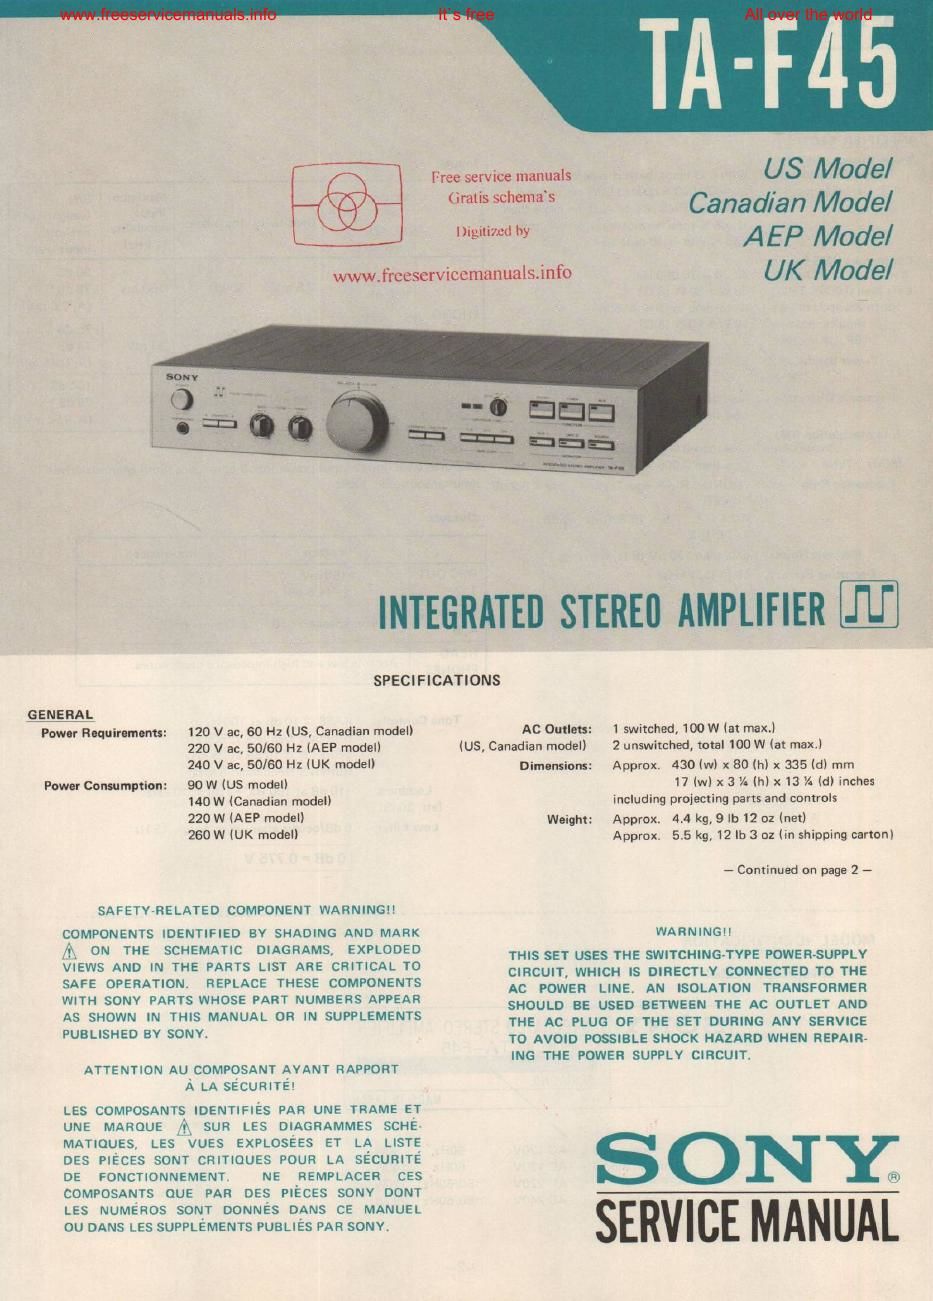 www.freeservicemanuals.info It`s free All over the world
TA-F45
US Model
Canadian Model
AEP Model
UK Model
Free service manuals
Gratis schema's
Digitized by
www.freeservicemanuals.info
SONY
INTEGRATED STEREO AMPLIFIER
SPECIFICATIONS
GENERAL
Power Requirements: 120 V ac, 60 Hz (US, Canadian model)
220 V ac, 50/60 Hz (AEP model)
240 V ac, 50/60 Hz (UK model)
Power Consumption: 90 W (US model)
140 W (Canadian model)
220 W (AEP model)
260 W (UK model)
AC Outlets: 1 switched, 100 W (at max.)
(US, Canadian model) 2 unswitched, total 100 W (at max.)
Dimensions: Approx. 430 (w) x 80 (h) x 335 (d) mm
17 (w) x 3 ¼ (h) x 13 ¼ (d) inches
including projecting parts and controls
Weight: Approx. 4.4 kg, 9 lb 12 oz (net)
Approx. 5.5 kg, 12 lb 3 oz (in shipping carton)
— Continued on page 2 —
SAFETY-RELATED COMPONENT WARNING!!
COMPONENTS IDENTIFIED BY SHADING AND MARK
⚠ ON THE SCHEMATIC DIAGRAMS, EXPLODED
VIEWS AND IN THE PARTS LIST ARE CRITICAL TO
SAFE OPERATION. REPLACE THESE COMPONENTS
WITH SONY PARTS WHOSE PART NUMBERS APPEAR
AS SHOWN IN THIS MANUAL OR IN SUPPLEMENTS
PUBLISHED BY SONY.
ATTENTION AU COMPOSANT AYANT RAPPORT
À LA SÉCURITÉ!
LES COMPOSANTS IDENTIFIÉS PAR UNE TRAME ET
UNE MARQUE ⚠ SUR LES DIAGRAMMES SCHÉ-
MATIQUES, LES VUES EXPLOSÉES ET LA LISTE
DES PIÈCES SONT CRITIQUES POUR LA SÉCURITÉ
DE FONCTIONNEMENT. NE REMPLACER CES
COMPOSANTS QUE PAR DES PIÈCES SONY DONT
LES NUMÉROS SONT DONNÉS DANS CE MANUEL
OU DANS LES SUPPLÉMENTS PUBLIÉS PAR SONY.
WARNING!!
THIS SET USES THE SWITCHING-TYPE POWER-SUPPLY
CIRCUIT, WHICH IS DIRECTLY CONNECTED TO THE
AC POWER LINE. AN ISOLATION TRANSFORMER
SHOULD BE USED BETWEEN THE AC OUTLET AND
THE AC PLUG OF THE SET DURING ANY SERVICE
TO AVOID POSSIBLE SHOCK HAZARD WHEN REPAIR-
ING THE POWER SUPPLY CIRCUIT.
SONY®
SERVICE MANUAL